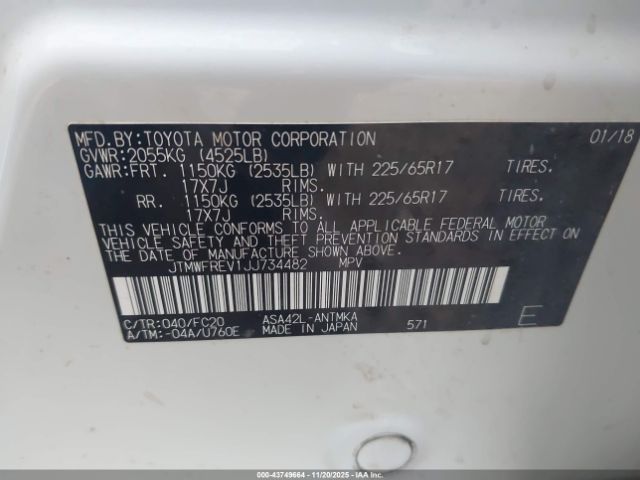 MFD.BY:TOYOTA MOTOR CORPORATION 01/18
GVWR:2055KG (4525LB)
GAWR:FRT. 1150KG (2535LB) WITH 225/65R17 TIRES.
17X7J RIMS.
RR. 1150KG (2535LB) WITH 225/65R17 TIRES.
17X7J RIMS.
THIS VEHICLE CONFORMS TO ALL APPLICABLE FEDERAL MOTOR
VEHICLE SAFETY AND THEFT PREVENTION STANDARDS IN EFFECT ON
THE DATE OF MANUFACTURE SHOWN ABOVE.
JTMWFREV1JJ734482 MPV
C/TR:040/FC20 ASA42L-ANTMKA
A/TM:-04A/U760E MADE IN JAPAN 571 E
000-43749664 - 11/20/2025 - IAAI.COM